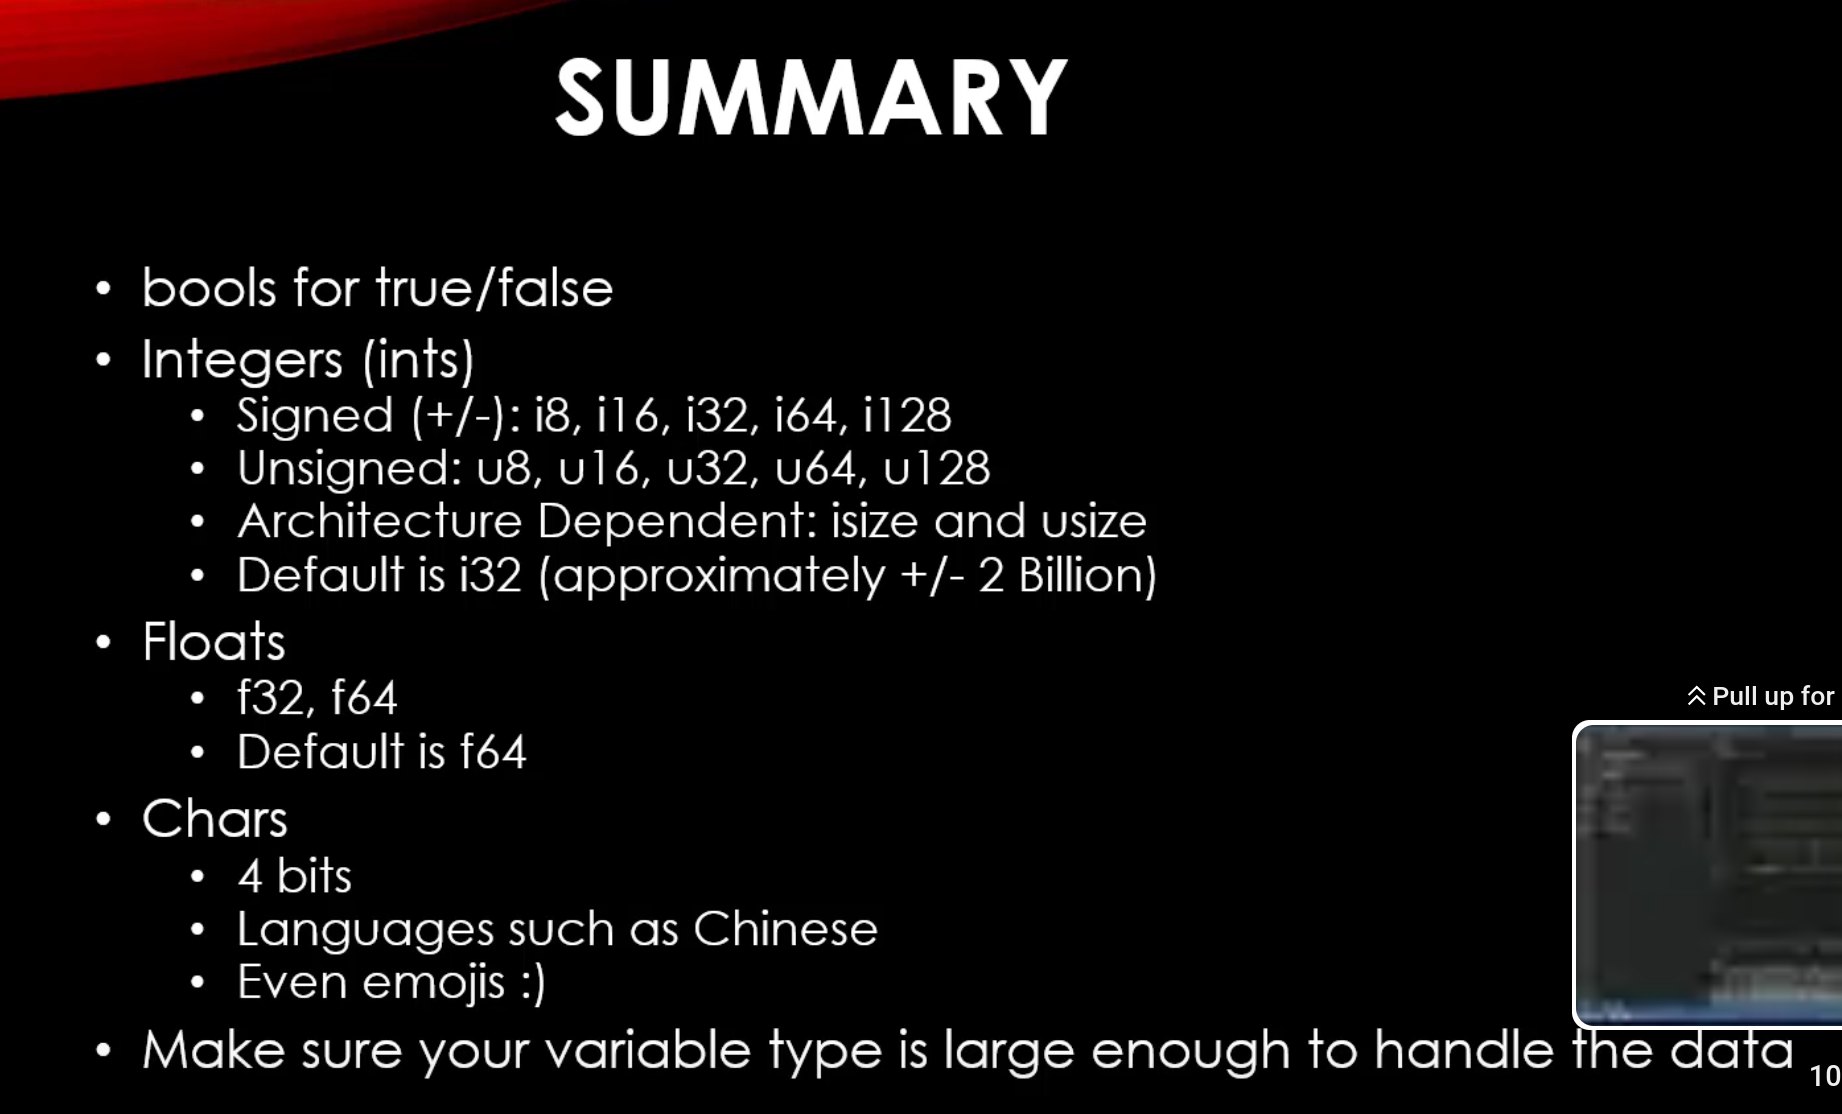 SUMMARY
• bools for true/false
• Integers (ints)
• Signed (+/-): i8, i16, i32, i64, i128
• Unsigned: u8, u16, u32, u64, u128
• Architecture Dependent: isize and usize
• Default is i32 (approximately +/- 2 Billion)
• Floats
• f32, f64
• Default is f64
• Chars
• 4 bits
• Languages such as Chinese
• Even emojis :)
• Make sure your variable type is large enough to handle the data
Pull up for
10